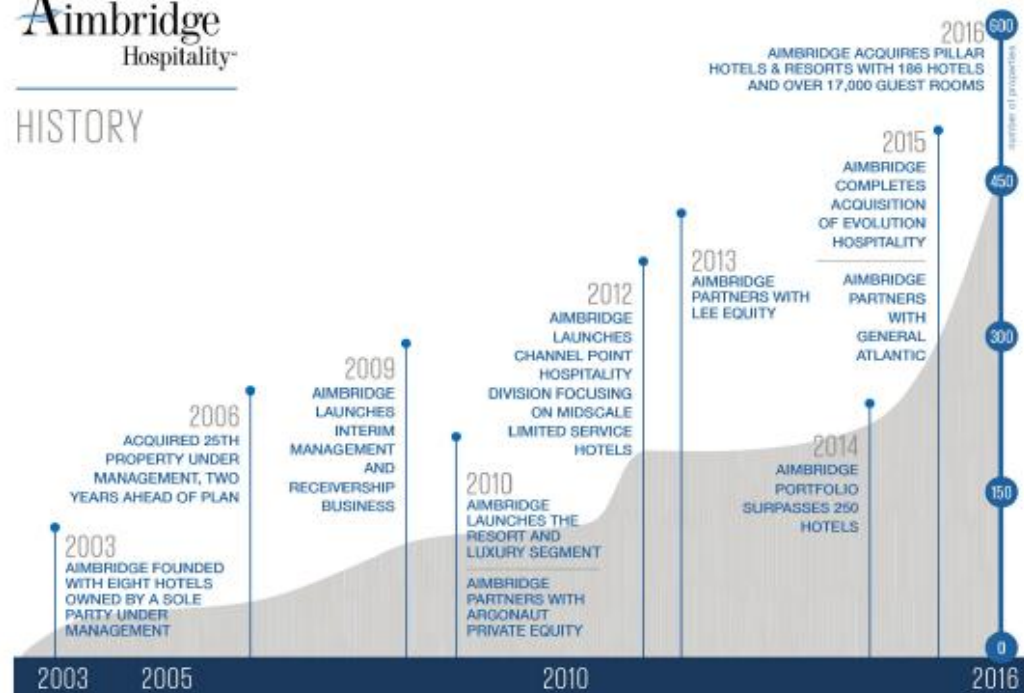 Aimbridge
Hospitality
HISTORY
2003
AIMBRIDGE FOUNDED
WITH EIGHT HOTELS
OWNED BY A SOLE
PARTY UNDER
MANAGEMENT
2006
ACQUIRED 25TH
PROPERTY UNDER
MANAGEMENT, TWO
YEARS AHEAD OF PLAN
2009
AIMBRIDGE
LAUNCHES
INTERIM
MANAGEMENT
AND
RECEIVERSHIP
BUSINESS
2010
AIMBRIDGE
LAUNCHES THE
RESORT AND
LUXURY SEGMENT
AIMBRIDGE
PARTNERS WITH
ARGONAUT
PRIVATE EQUITY
2012
AIMBRIDGE
LAUNCHES
CHANNEL POINT
HOSPITALITY
DIVISION FOCUSING
ON MIDSCALE
LIMITED SERVICE
HOTELS
2013
AIMBRIDGE
PARTNERS WITH
LEE EQUITY
2014
AIMBRIDGE
PORTFOLIO
SURPASSES 250
HOTELS
2015
AIMBRIDGE
COMPLETES
ACQUISITION
OF EVOLUTION
HOSPITALITY
AIMBRIDGE
PARTNERS
WITH
GENERAL
ATLANTIC
2016
AIMBRIDGE ACQUIRES PILLAR
HOTELS & RESORTS WITH 186 HOTELS
AND OVER 17,000 GUEST ROOMS
600
number of properties
450
300
150
0
2003 2005 2010 2016